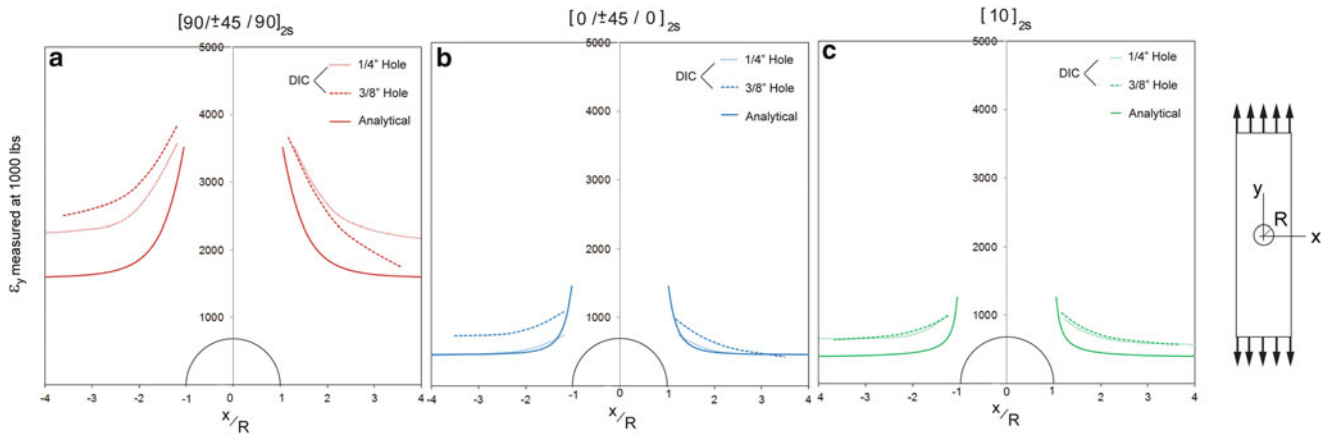 [90/±45/90]2s
[0/±45/0]2s
[10]2s
a
5000
4000
3000
2000
1000
0
DIC
1/4" Hole
3/8" Hole
Analytical
εy measured at 1000 lbs
-4 -3 -2 -1 0 1 2 3 4
x/R
b
5000
4000
3000
2000
1000
0
DIC
1/4" Hole
3/8" Hole
Analytical
-4 -3 -2 -1 0 1 2 3 4
x/R
c
5000
4000
3000
2000
1000
0
DIC
1/4" Hole
3/8" Hole
Analytical
-4 -3 -2 -1 0 1 2 3 4
x/R
y
R
x